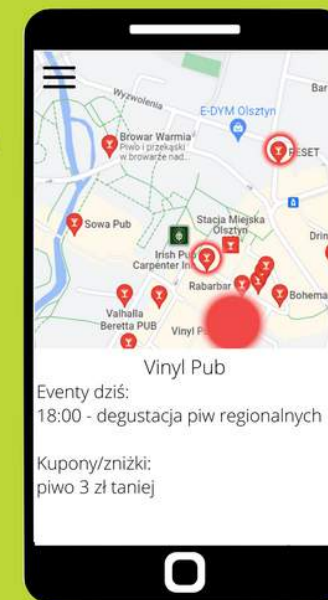 Wyzwolenia
Bar
E-DYM Olsztyn
Browar Warmia
Piwo i przekąski
w browarze nad...
RESET
Sowa Pub
Stacja Miejska
Olsztyn
Drin
Irish Pub
Carpenter Inn
Rabarbar
Bohema
Valhalla
Beretta PUB
Vinyl P
Vinyl Pub
Eventy dziś:
18:00 - degustacja piw regionalnych
Kupony/zniżki:
piwo 3 zł taniej